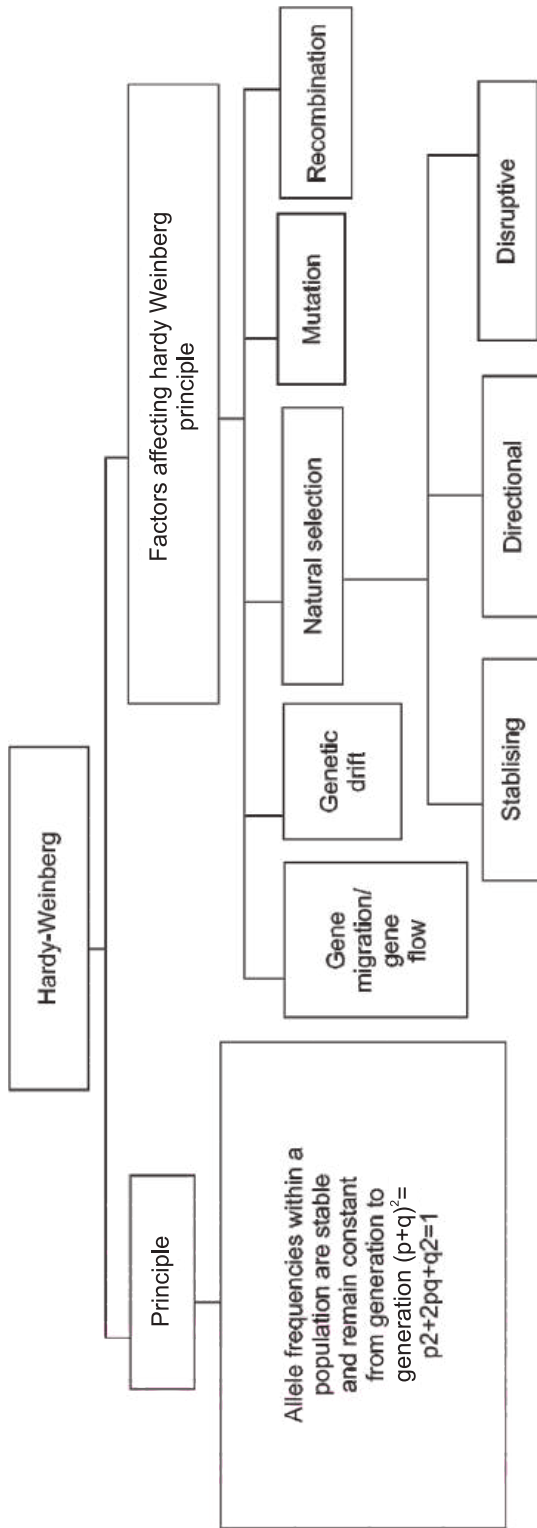 Hardy-Weinberg
Principle
Factors affecting hardy Weinberg
principle
Allele frequencies within a
population are stable
and remain constant
from generation to
generation (p+q)²=
p2+2pq+q2=1
Gene
migration/
gene
flow
Genetic
drift
Natural selection
Mutation
Recombination
Stablising
Directional
Disruptive